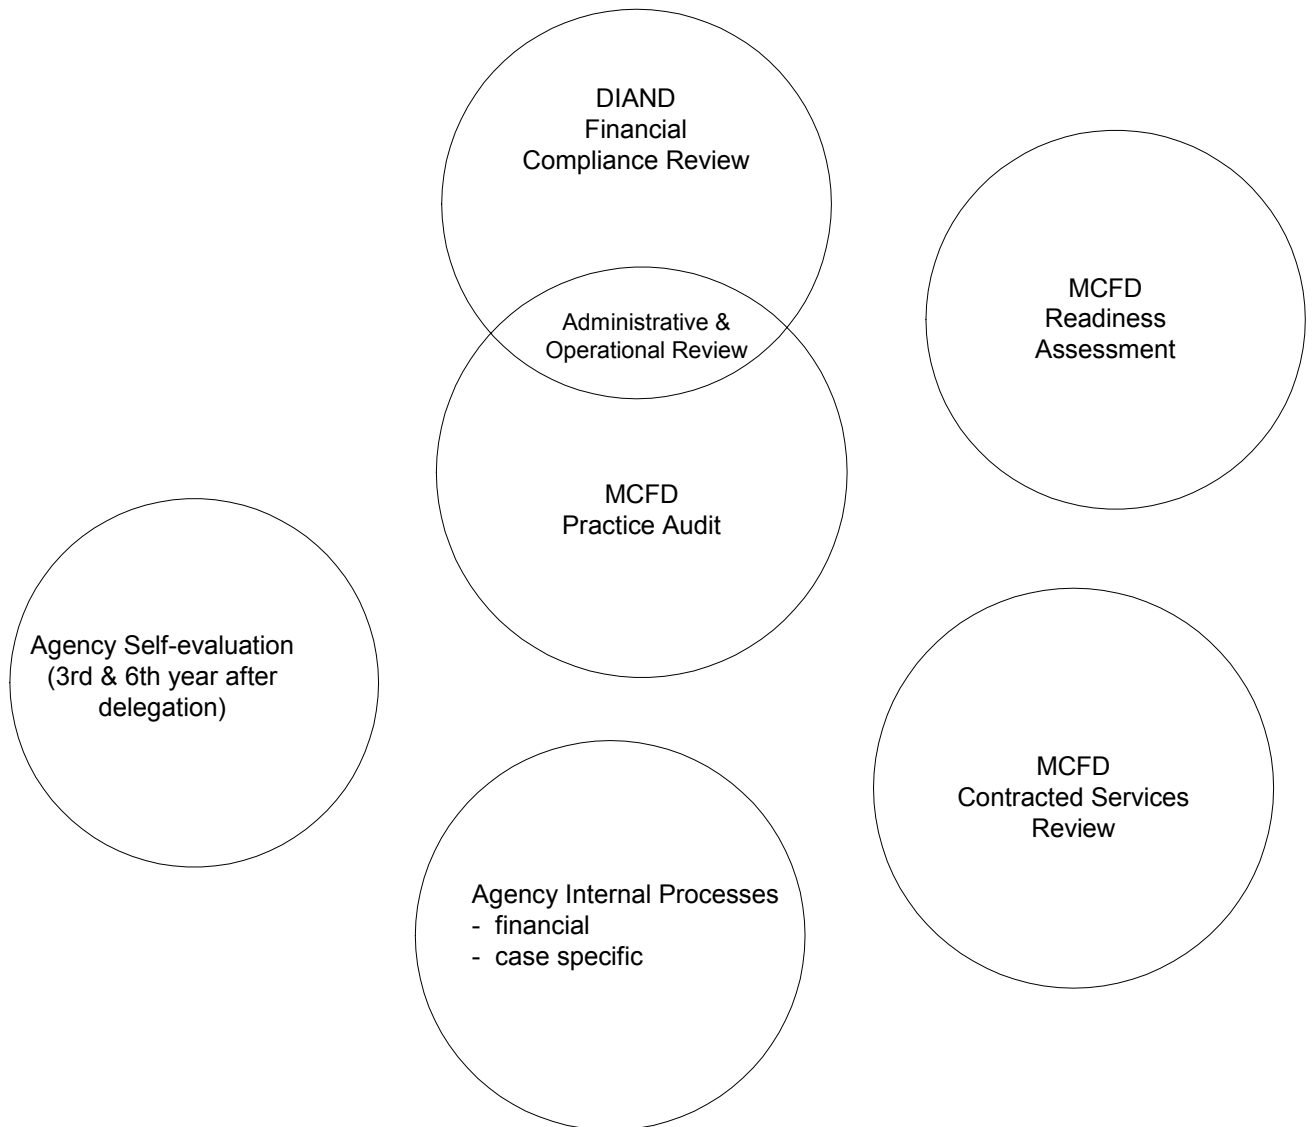 DIAND
Financial
Compliance Review
MCFD
Readiness
Assessment
Administrative &
Operational Review
MCFD
Practice Audit
Agency Self-evaluation
(3rd & 6th year after
delegation)
MCFD
Contracted Services
Review
Agency Internal Processes
- financial
- case specific